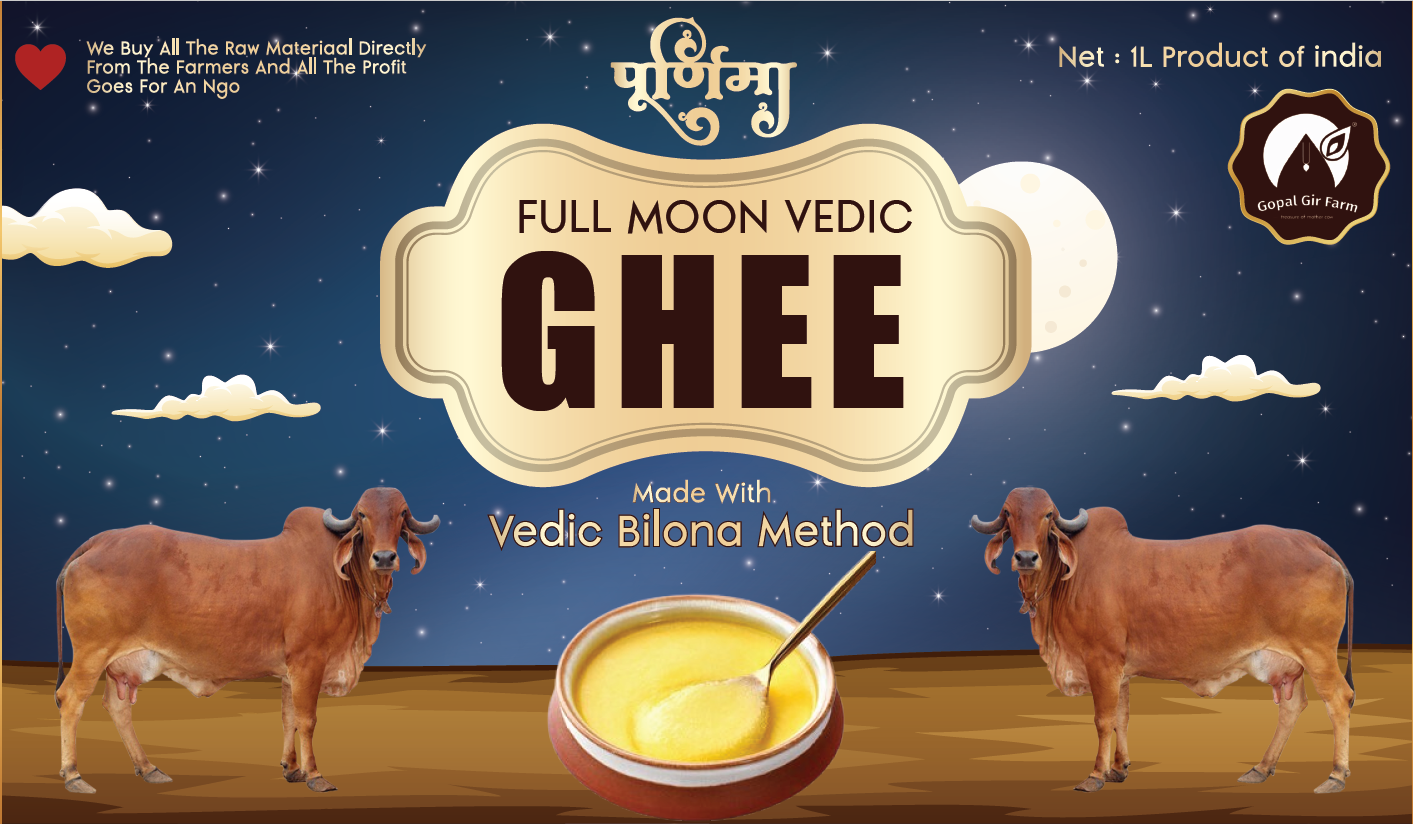 We Buy All The Raw Materiaal Directly
From The Farmers And All The Profit
Goes For An Ngo
पूर्णिमा
Net : 1L Product of india
Gopal Gir Farm
FULL MOON VEDIC
GHEE
Made With
Vedic Bilona Method